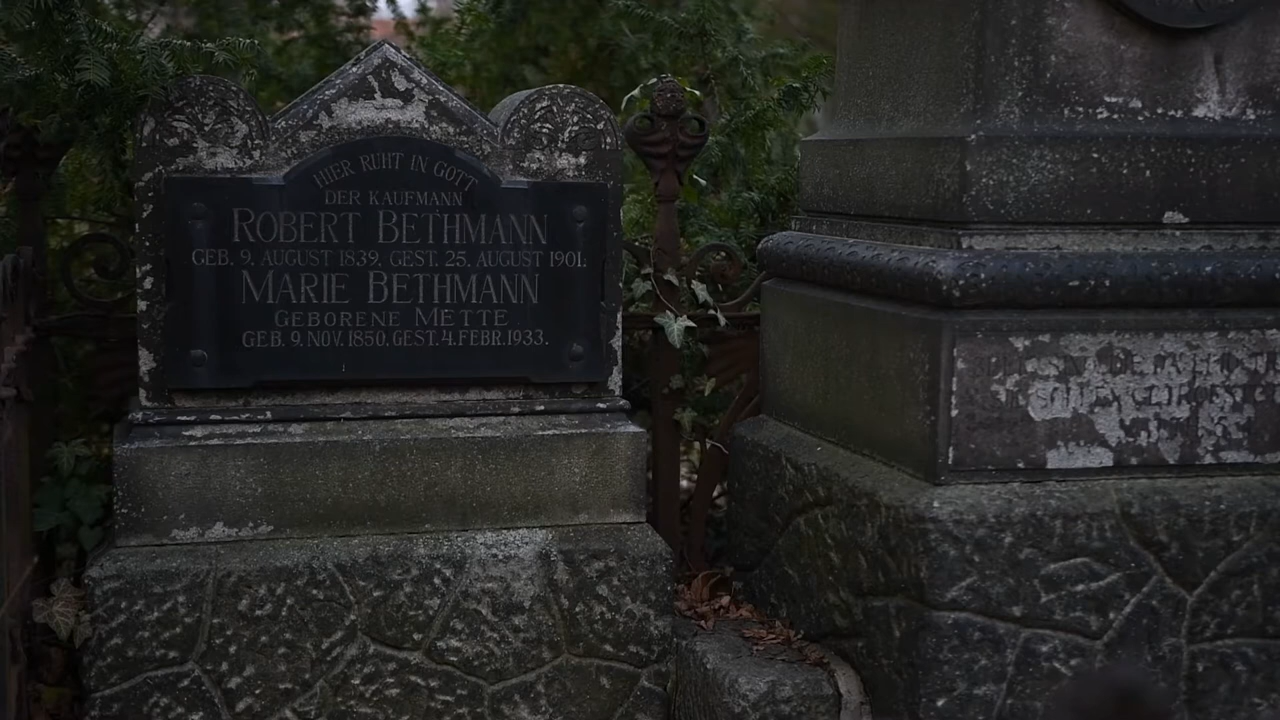 HIER RUHT IN GOTT
DER KAUFMANN
ROBERT BETHMANN
GEB. 9. AUGUST 1839. GEST. 25. AUGUST 1901.
MARIE BETHMANN
GEBORENE METTE
GEB. 9. NOV. 1850. GEST. 4. FEBR. 1933.